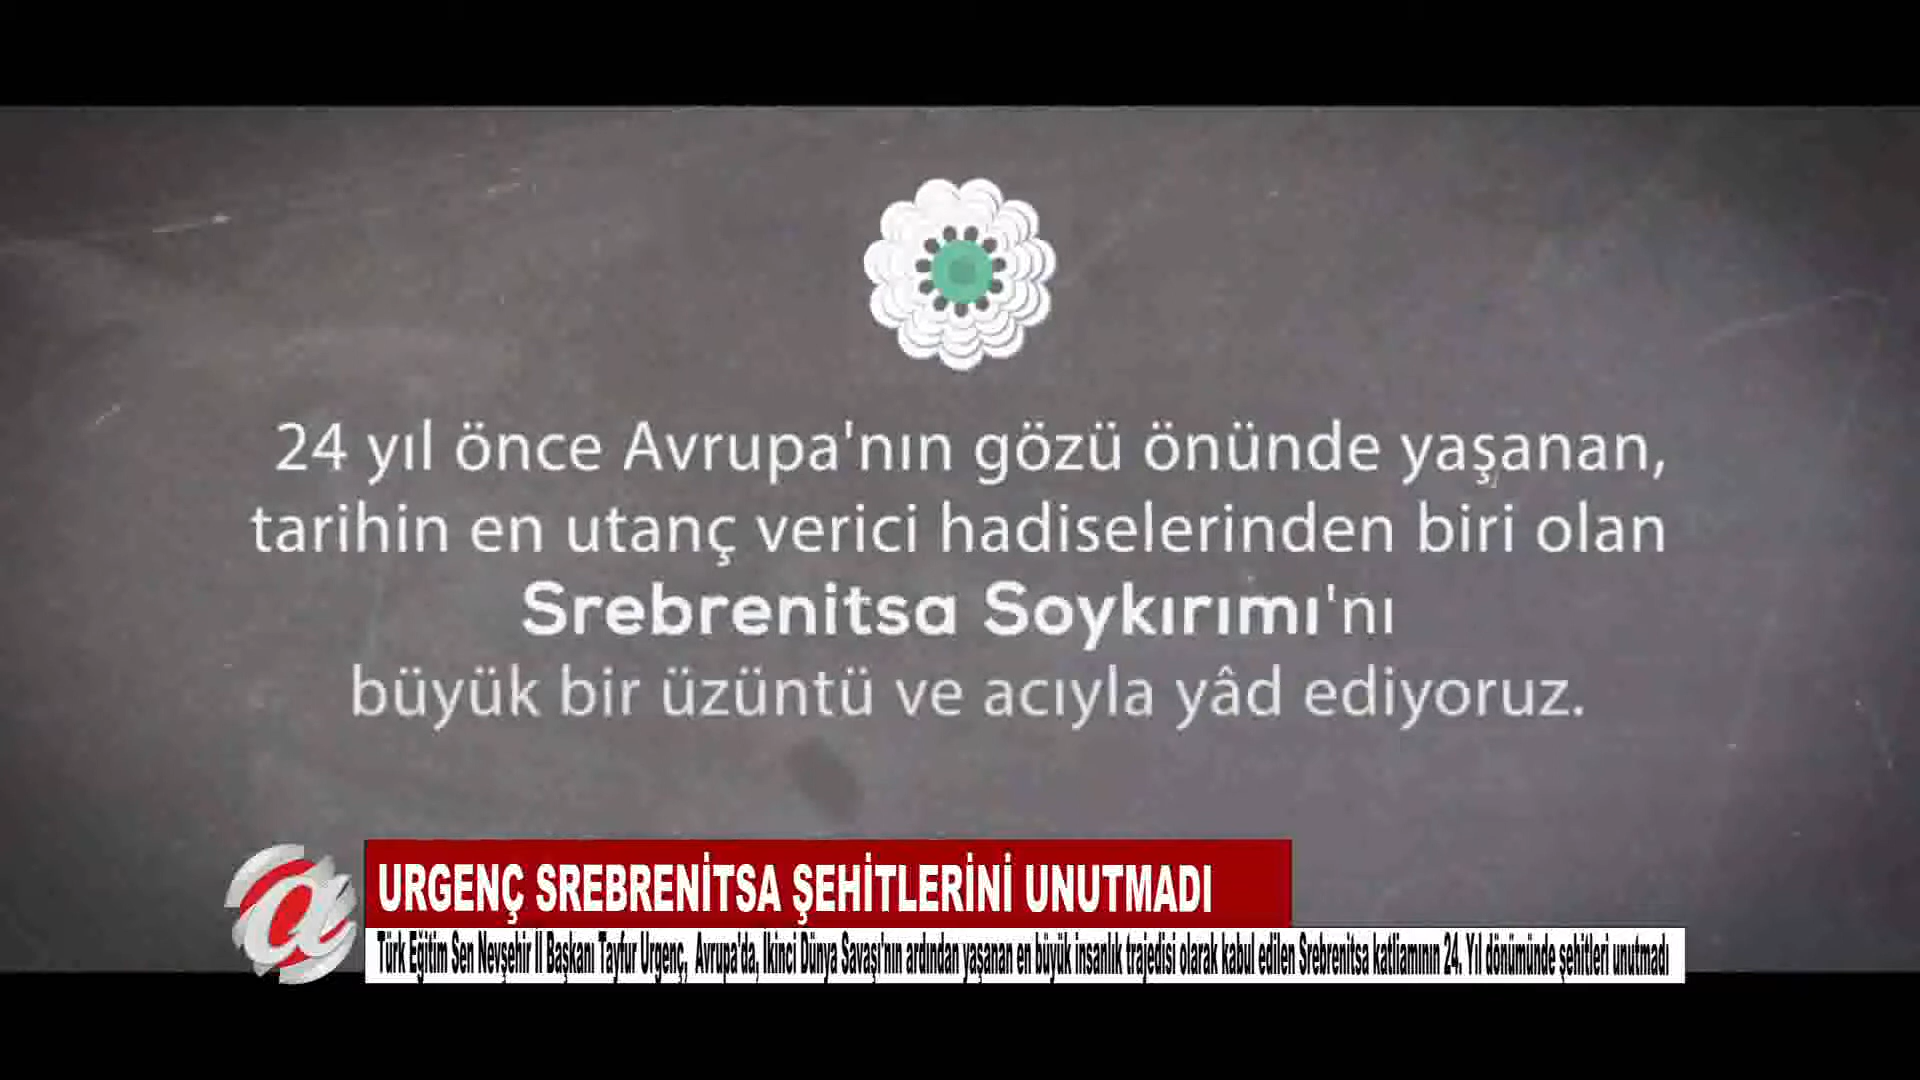 24 yıl önce Avrupa'nın gözü önünde yaşanan,
tarihin en utanç verici hadiselerinden biri olan
Srebrenitsa Soykırımı'nı
büyük bir üzüntü ve acıyla yâd ediyoruz.
URGENÇ SREBRENİTSA ŞEHİTLERİNİ UNUTMADI
Türk Eğitim Sen Nevşehir İl Başkanı Tayfur Urgenç, Avrupa'da, İkinci Dünya Savaşı'nın ardından yaşanan en büyük insanlık trajedisi olarak kabul edilen Srebrenitsa katliamının 24. Yıl dönümünde şehitleri unutmadı